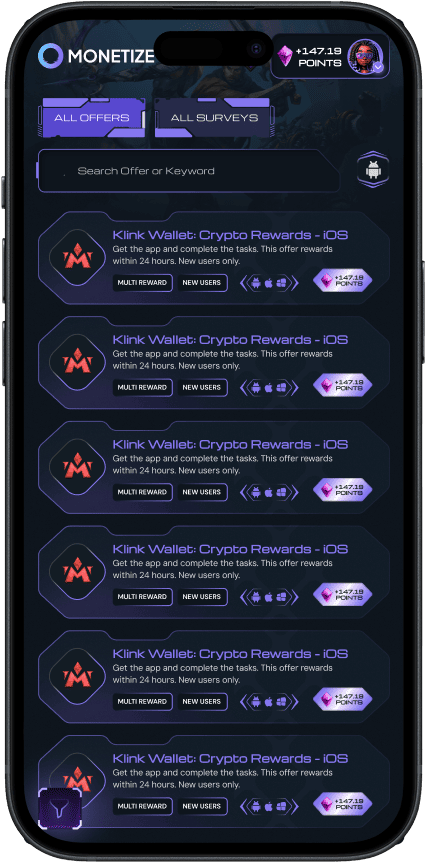 MONETIZE
+147.19
POINTS
ALL OFFERS
ALL SURVEYS
Search Offer or Keyword
Klink Wallet: Crypto Rewards - iOS
Get the app and complete the tasks. This offer rewards
within 24 hours. New users only.
MULTI REWARD
NEW USERS
+147.19
POINTS
Klink Wallet: Crypto Rewards - iOS
Get the app and complete the tasks. This offer rewards
within 24 hours. New users only.
MULTI REWARD
NEW USERS
+147.19
POINTS
Klink Wallet: Crypto Rewards - iOS
Get the app and complete the tasks. This offer rewards
within 24 hours. New users only.
MULTI REWARD
NEW USERS
+147.19
POINTS
Klink Wallet: Crypto Rewards - iOS
Get the app and complete the tasks. This offer rewards
within 24 hours. New users only.
MULTI REWARD
NEW USERS
+147.19
POINTS
Klink Wallet: Crypto Rewards - iOS
Get the app and complete the tasks. This offer rewards
within 24 hours. New users only.
MULTI REWARD
NEW USERS
+147.19
POINTS
Klink Wallet: Crypto Rewards - iOS
Get the app and complete the tasks. This offer rewards
within 24 hours. New users only.
MULTI REWARD
NEW USERS
+147.19
POINTS